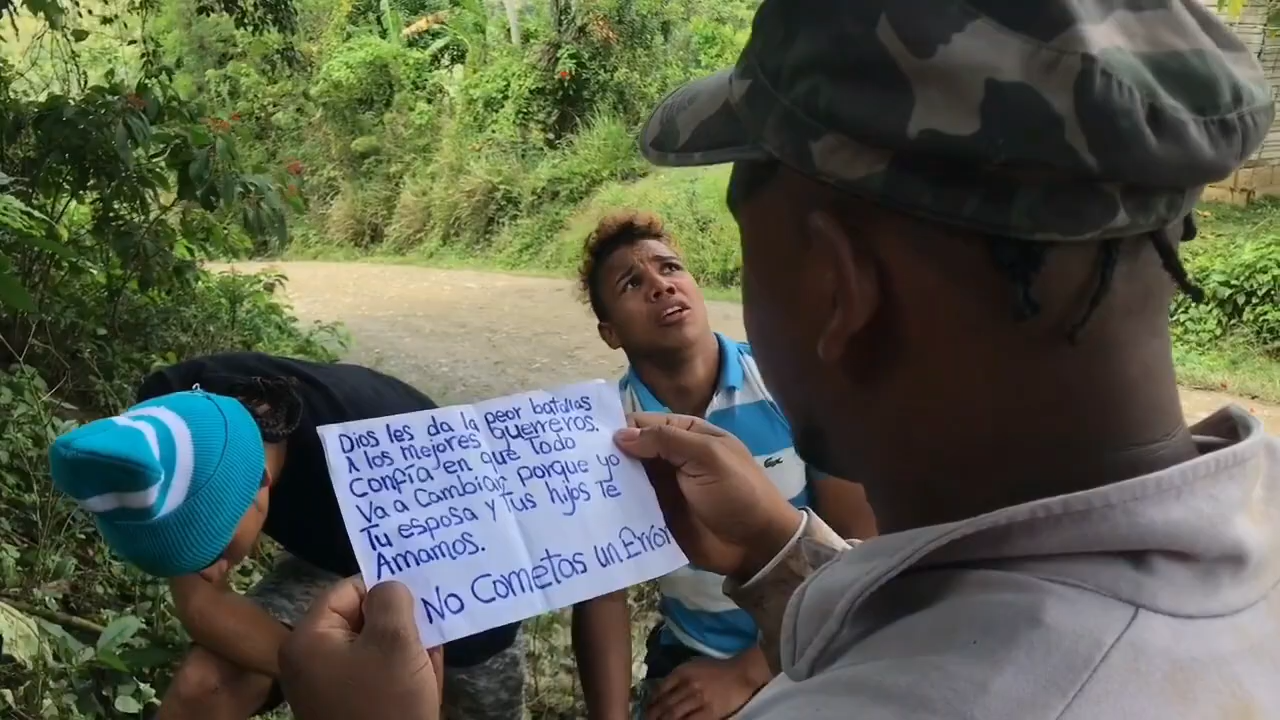 Dios les da la peor batallas
A los mejores guerreros.
Confía en que todo
Va a Cambiar, porque yo
Tu esposa y Tus hijos Te
Amamos.
No Cometas un Error